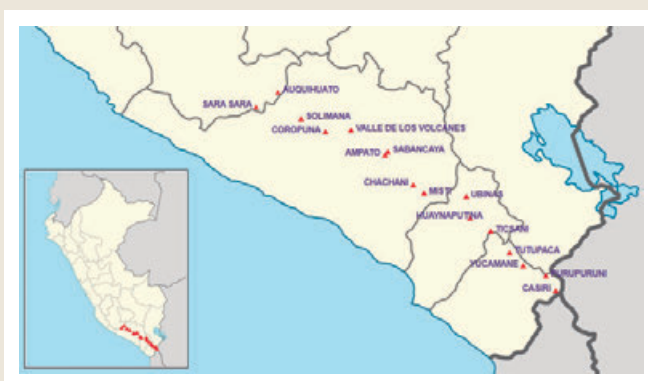 AUQUIHUATO
SARA SARA
SOLIMANA
COROPUNA
VALLE DE LOS VOLCANES
SABANCAYA
AMPATO
CHACHANI
MISTI
UBINAS
HUAYNAPUTINA
TICSANI
TUTUPACA
YUCAMANE
PURUPURUNI
CASIRI